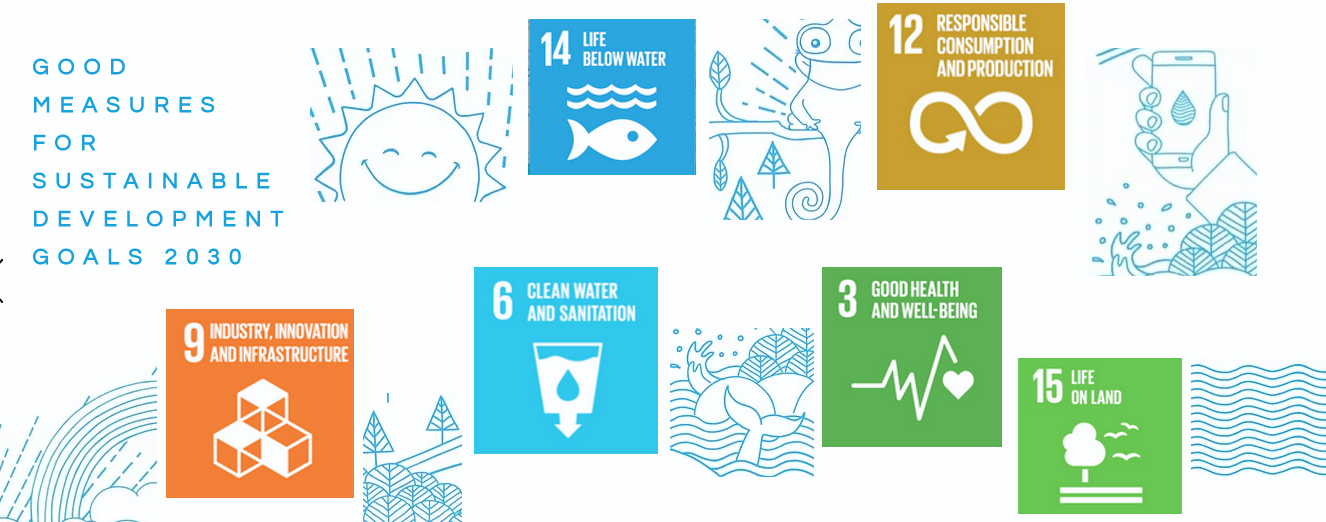 GOOD
MEASURES
FOR
SUSTAINABLE
DEVELOPMENT
GOALS 2030
14 LIFE
BELOW WATER
12 RESPONSIBLE
CONSUMPTION
AND PRODUCTION
9 INDUSTRY, INNOVATION
AND INFRASTRUCTURE
6 CLEAN WATER
AND SANITATION
3 GOOD HEALTH
AND WELL-BEING
15 LIFE
ON LAND